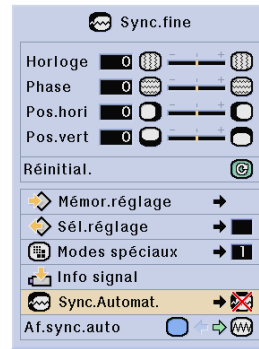 Sync.fine
Horloge 0 - +
Phase 0 - +
Pos.hori 0 - +
Pos.vert 0 - +
Réinitial.
Mémor.réglage
Sél.réglage
Modes spéciaux 1
Info signal
Sync.Automat.
Af.sync.auto